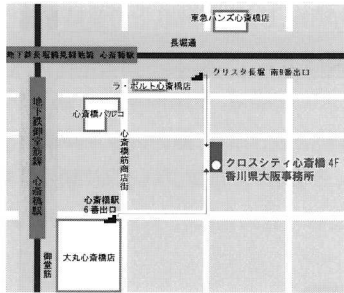 東急ハンズ心斎橋店
長堀通
地下鉄長堀鶴見緑地線 心斎橋駅
クリスタ長堀 南8番出口
ラ・ポルト心斎橋店
心斎橋パルコ
地下鉄御堂筋線 心斎橋駅
心斎橋筋商店街
クロスシティ心斎橋 4F
香川県大阪事務所
心斎橋駅
6番出口
御堂筋
大丸心斎橋店